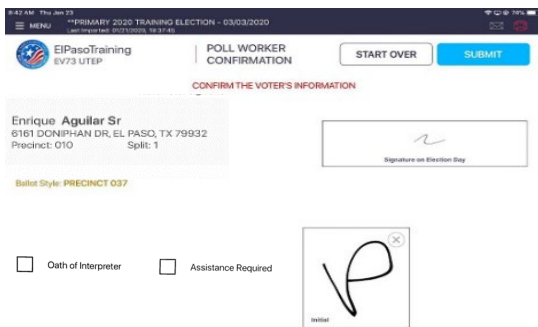 8:42 AM Thu Jan 23
76%
MENU
**PRIMARY 2020 TRAINING ELECTION - 03/03/2020
Last Imported: 01/21/2020, 18:37:45
ElPasoTraining
EV73 UTEP
POLL WORKER
CONFIRMATION
START OVER
SUBMIT
CONFIRM THE VOTER'S INFORMATION
Enrique Aguilar Sr
6161 DONIPHAN DR, EL PASO, TX 79932
Precinct: 010 Split: 1
Signature on Election Day
Ballot Style: PRECINCT 037
Oath of Interpreter
Assistance Required
Initial